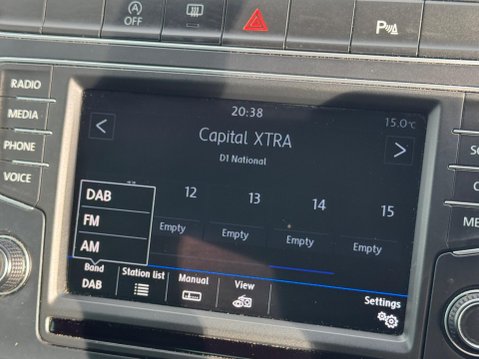 A
OFF
P
RADIO
MEDIA
PHONE
VOICE
20:38
15.0°C
<
Capital XTRA
>
D1 National
DAB
FM
AM
12 13 14 15
Empty Empty Empty Empty
Band
DAB
Station list
Manual
View
Settings
ME